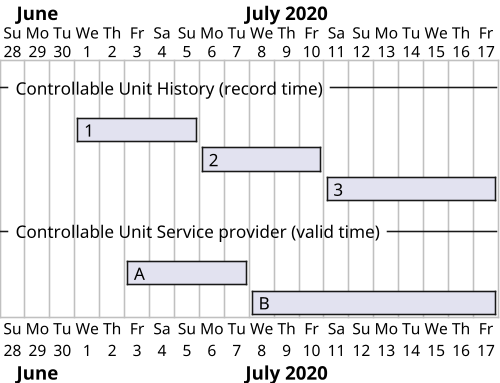 June July 2020
Su Mo Tu We Th Fr Sa Su Mo Tu We Th Fr Sa Su Mo Tu We Th Fr
28 29 30 1 2 3 4 5 6 7 8 9 10 11 12 13 14 15 16 17
Controllable Unit History (record time)
1
2
3
Controllable Unit Service provider (valid time)
A
B
Su Mo Tu We Th Fr Sa Su Mo Tu We Th Fr Sa Su Mo Tu We Th Fr
28 29 30 1 2 3 4 5 6 7 8 9 10 11 12 13 14 15 16 17
June July 2020